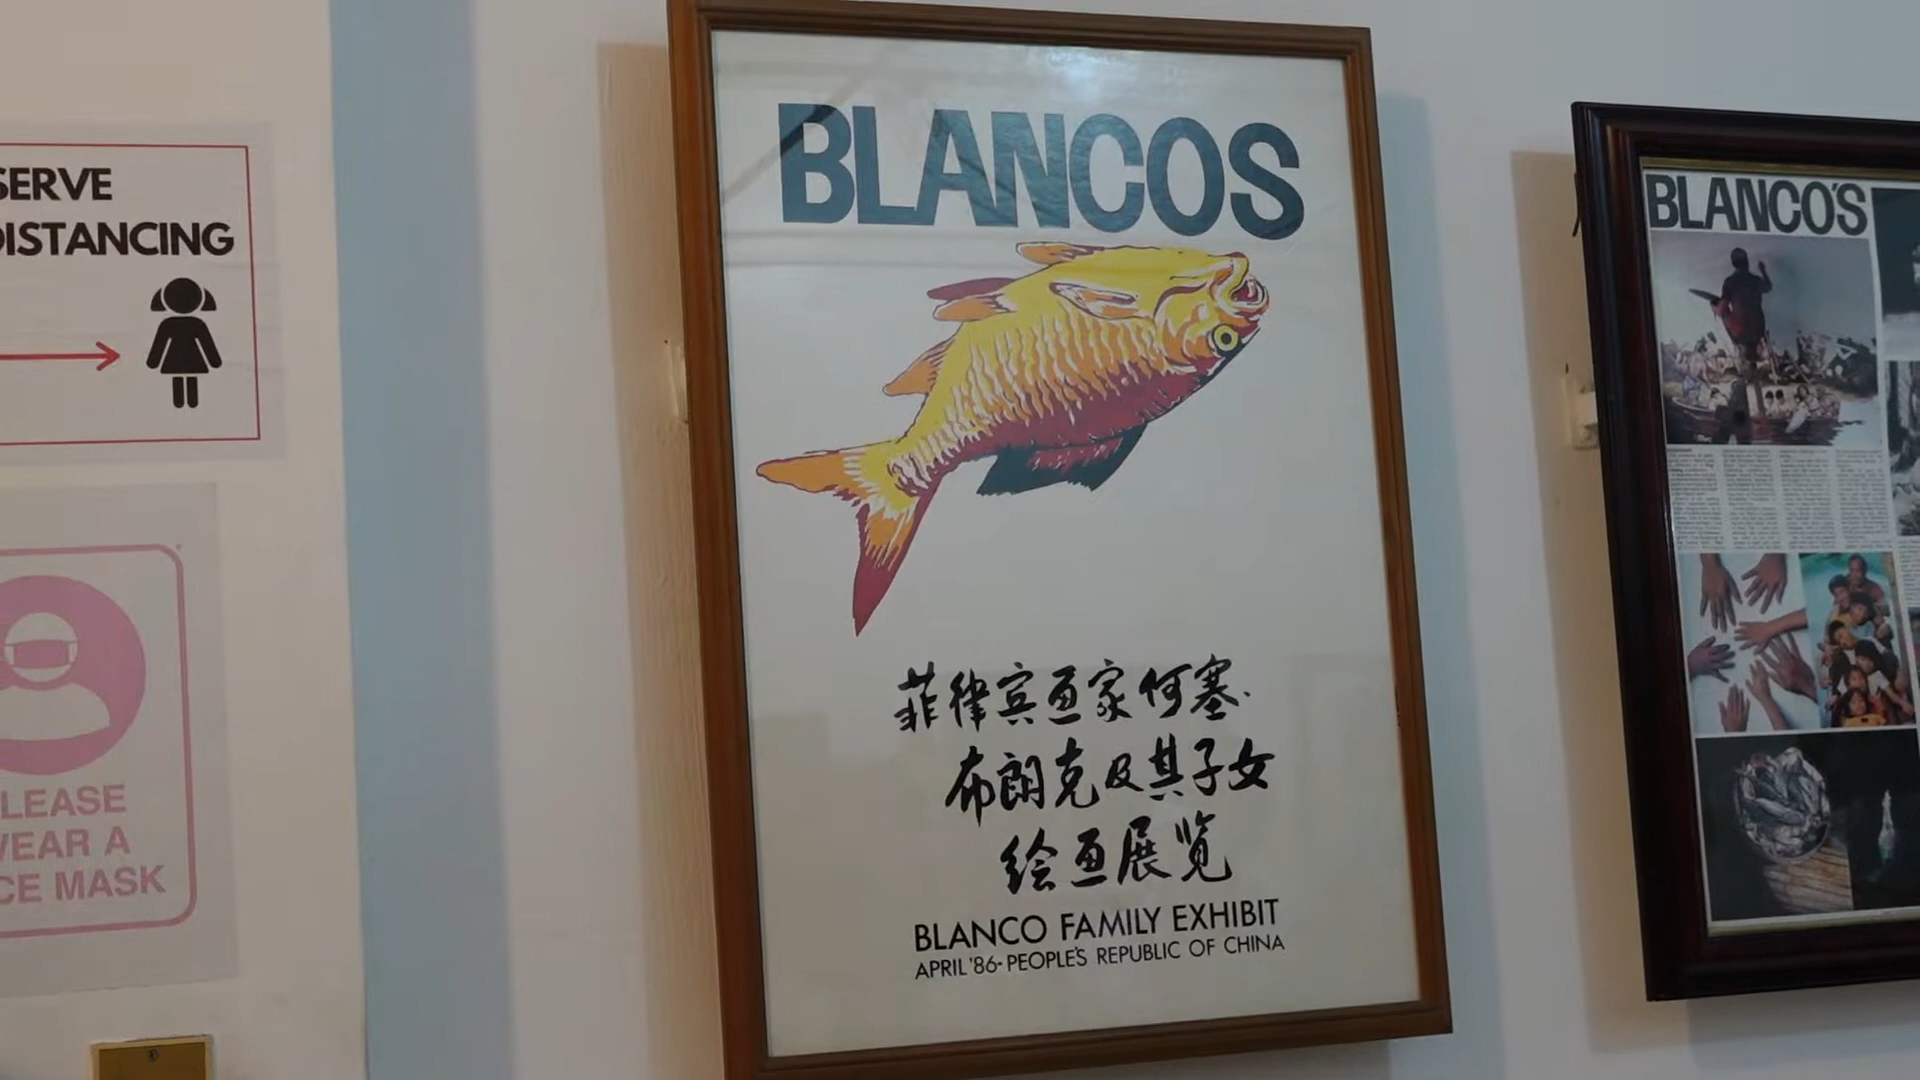 SERVE
DISTANCING
LEASE
WEAR A
CE MASK
BLANCOS
菲律宾画家何塞·
布朗克及其子女
绘画展览
BLANCO FAMILY EXHIBIT
APRIL '86-PEOPLE'S REPUBLIC OF CHINA
BLANCO'S